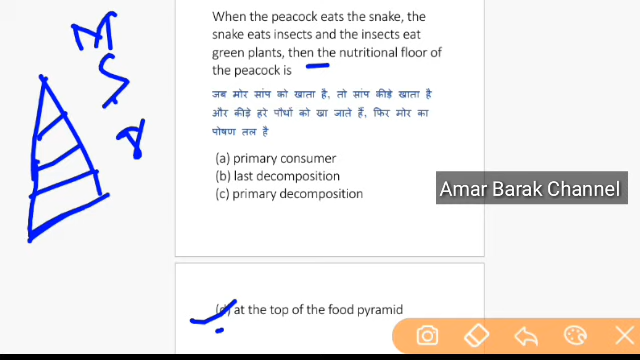 When the peacock eats the snake, the
snake eats insects and the insects eat
green plants, then the nutritional floor of
the peacock is
जब मोर सांप को खाता है, तो सांप कीड़े खाता है
और कीड़े हरे पौधों को खा जाते हैं, फिर मोर का
पोषण तल है
(a) primary consumer
(b) last decomposition
(c) primary decomposition
Amar Barak Channel
(d) at the top of the food pyramid